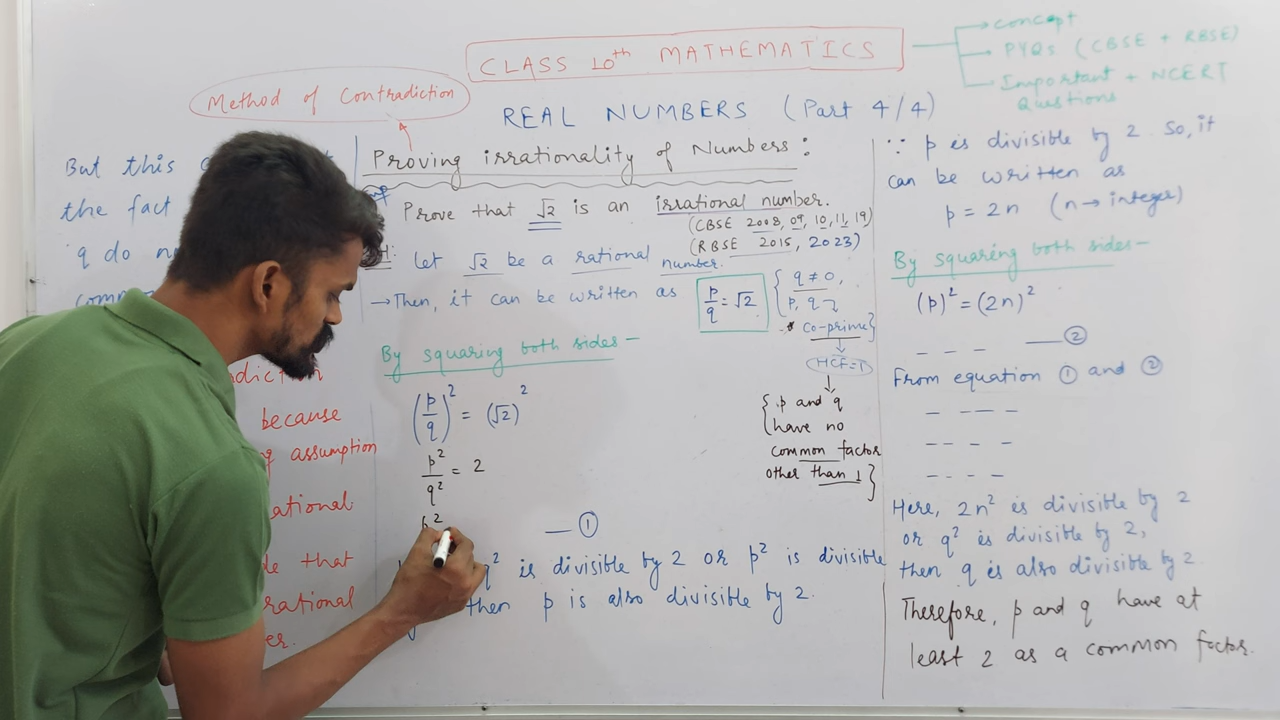 CLASS 10th MATHEMATICS
→ concept
→ PYQs (CBSE + RBSE)
→ Important + NCERT
Questions
Method of Contradiction
REAL NUMBERS (Part 4/4)
But this
the fact
q do
diction
because
assumption
ational
that
rational
er.
Proving irrationality of Numbers:
Prove that √2 is an irrational number.
(CBSE 2008, 09, 10, 11, 19)
(RBSE 2015, 2023)
let √2 be a rational number.
→ Then, it can be written as p/q = √2 { q ≠ 0,
p, q →
Co-prime}
HCF=1
{ p and q
have no
common factor
other than 1 }
By squaring both sides —
(p/q)² = (√2)²
p²/q² = 2
p²
— ①
q² is divisible by 2 or p² is divisible
then p is also divisible by 2.
∵ p is divisible by 2. So, it
can be written as
p = 2n (n → integer)
By squaring both sides —
(p)² = (2n)²
_ _ _ — ②
From equation ① and ②
— — — —
— — — —
— — — —
Here, 2n² is divisible by 2
or q² is divisible by 2,
then q is also divisible by 2.
Therefore, p and q have at
least 2 as a common factor.